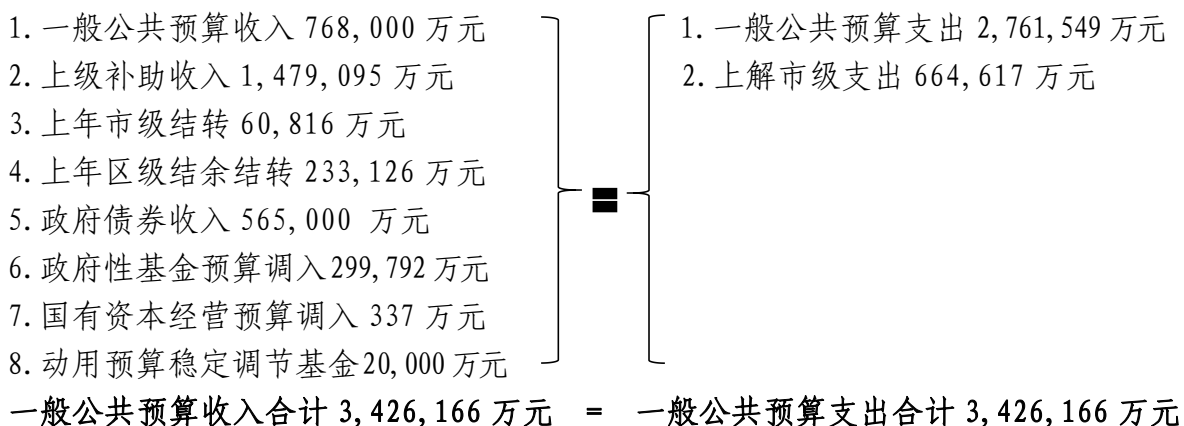 1.一般公共预算收入 768,000 万元
2.上级补助收入 1,479,095 万元
3.上年市级结转 60,816 万元
4.上年区级结余结转 233,126 万元
5.政府债券收入 565,000 万元
6.政府性基金预算调入299,792万元
7.国有资本经营预算调入 337 万元
8.动用预算稳定调节基金20,000万元
=
1.一般公共预算支出 2,761,549 万元
2.上解市级支出 664,617 万元
一般公共预算收入合计 3,426,166 万元 = 一般公共预算支出合计 3,426,166 万元